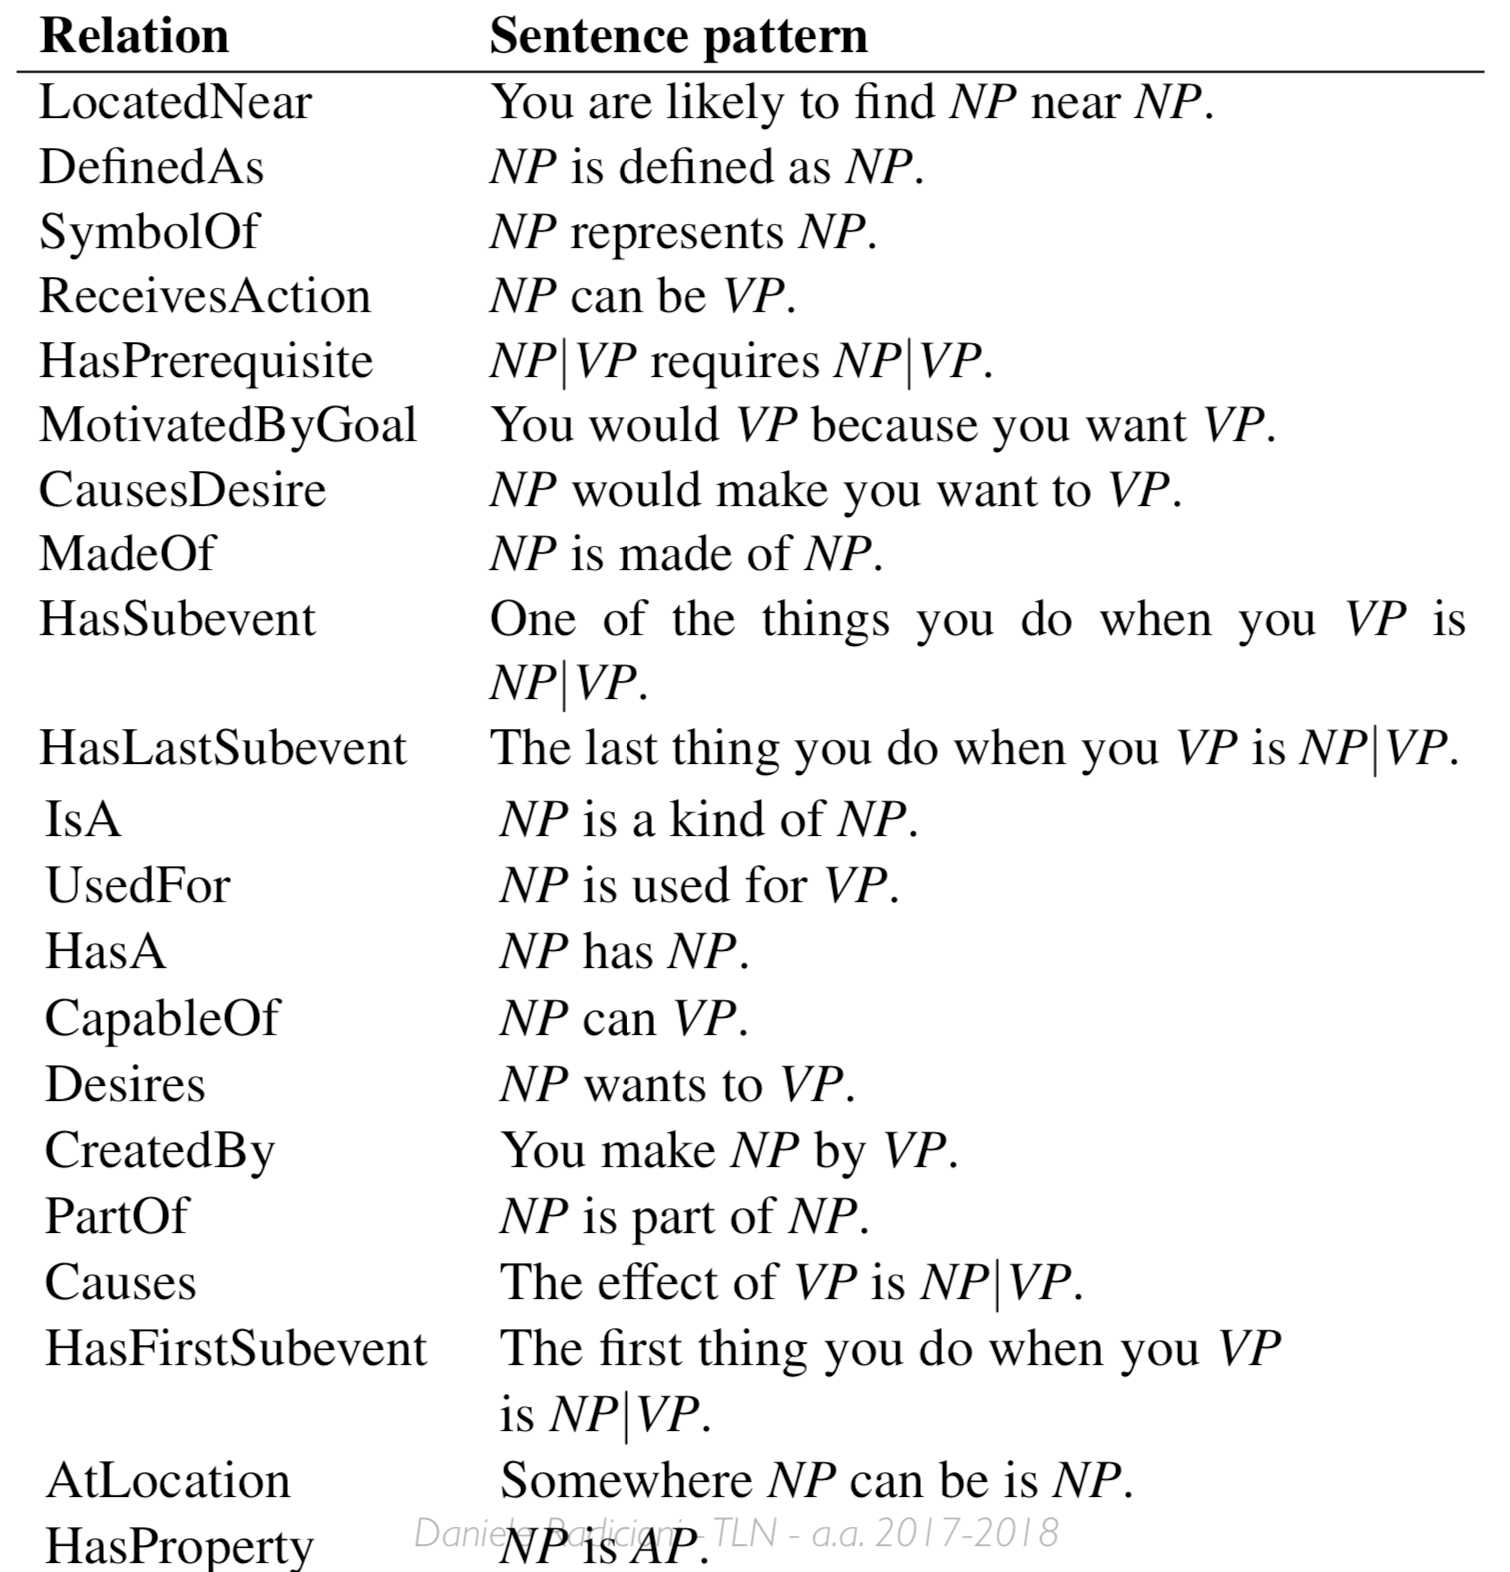 Relation Sentence pattern
LocatedNear You are likely to find NP near NP.
DefinedAs NP is defined as NP.
SymbolOf NP represents NP.
ReceivesAction NP can be VP.
HasPrerequisite NP|VP requires NP|VP.
MotivatedByGoal You would VP because you want VP.
CausesDesire NP would make you want to VP.
MadeOf NP is made of NP.
HasSubevent One of the things you do when you VP is
NP|VP.
HasLastSubevent The last thing you do when you VP is NP|VP.
IsA NP is a kind of NP.
UsedFor NP is used for VP.
HasA NP has NP.
CapableOf NP can VP.
Desires NP wants to VP.
CreatedBy You make NP by VP.
PartOf NP is part of NP.
Causes The effect of VP is NP|VP.
HasFirstSubevent The first thing you do when you VP
is NP|VP.
AtLocation Somewhere NP can be is NP.
HasProperty NP is AP.
Daniele Radicioni - TLN - a.a. 2017-2018